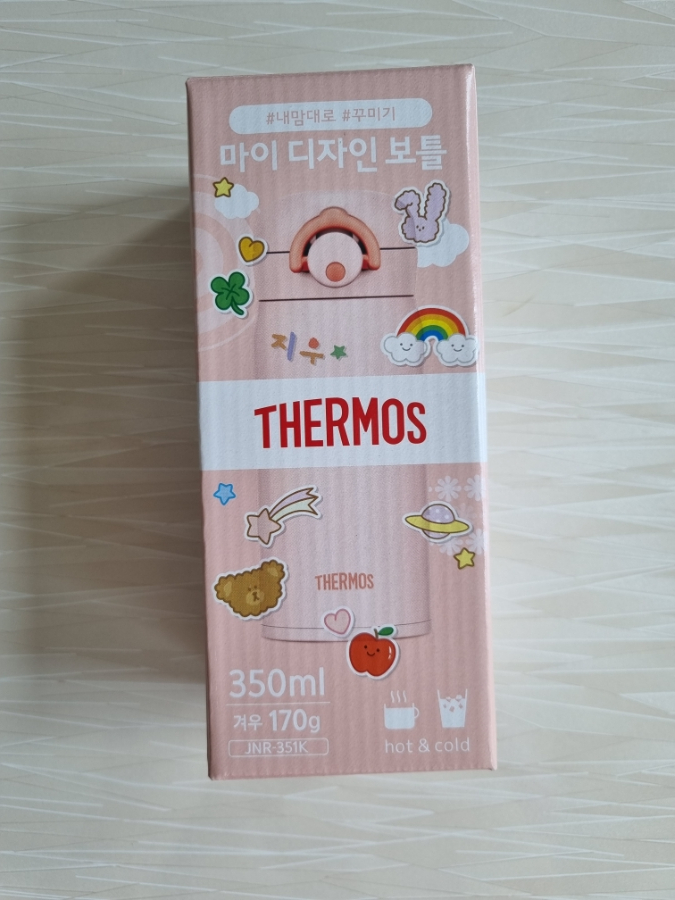 #내맘대로 #꾸미기
마이 디자인 보틀
지우
THERMOS
THERMOS
350ml
겨우 170g
JNR-351K
hot & cold